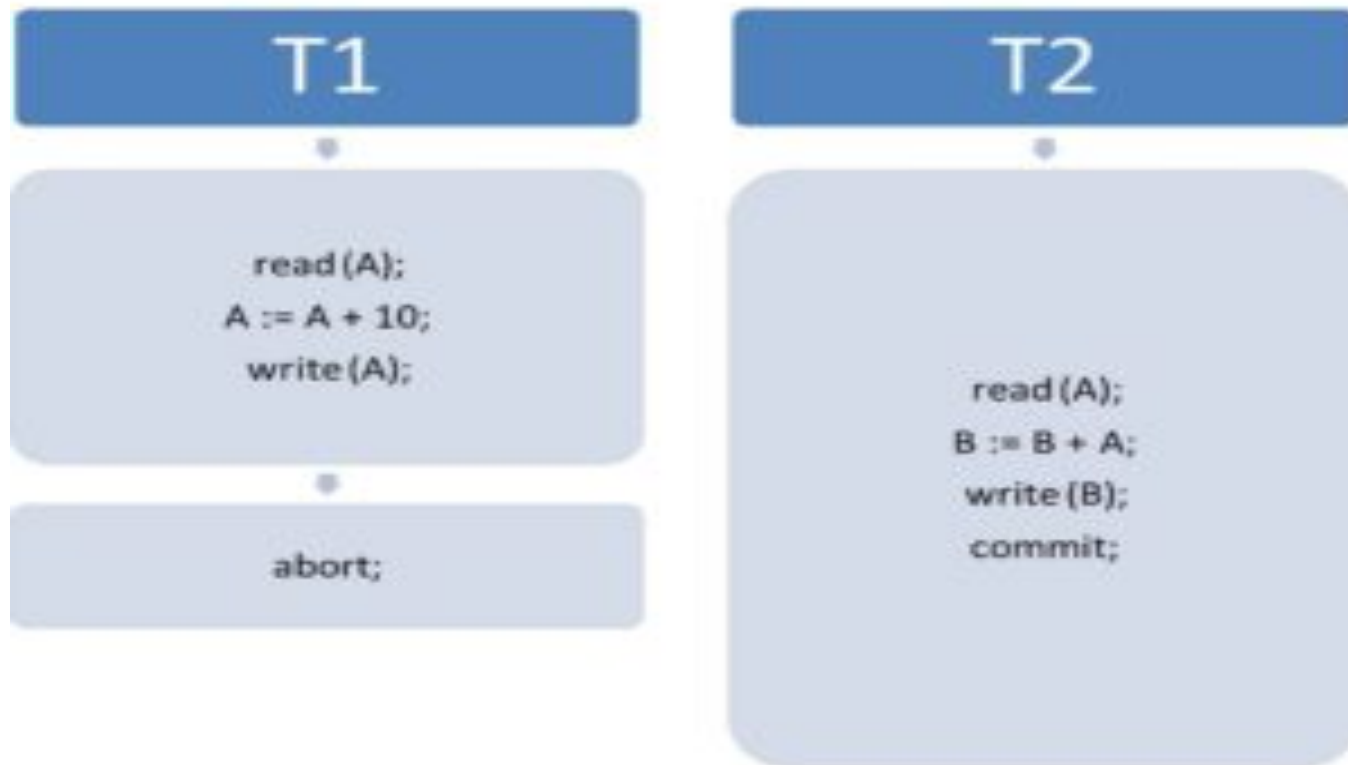 T1
read(A);
A := A + 10;
write(A);
abort;
T2
read(A);
B := B + A;
write(B);
commit;